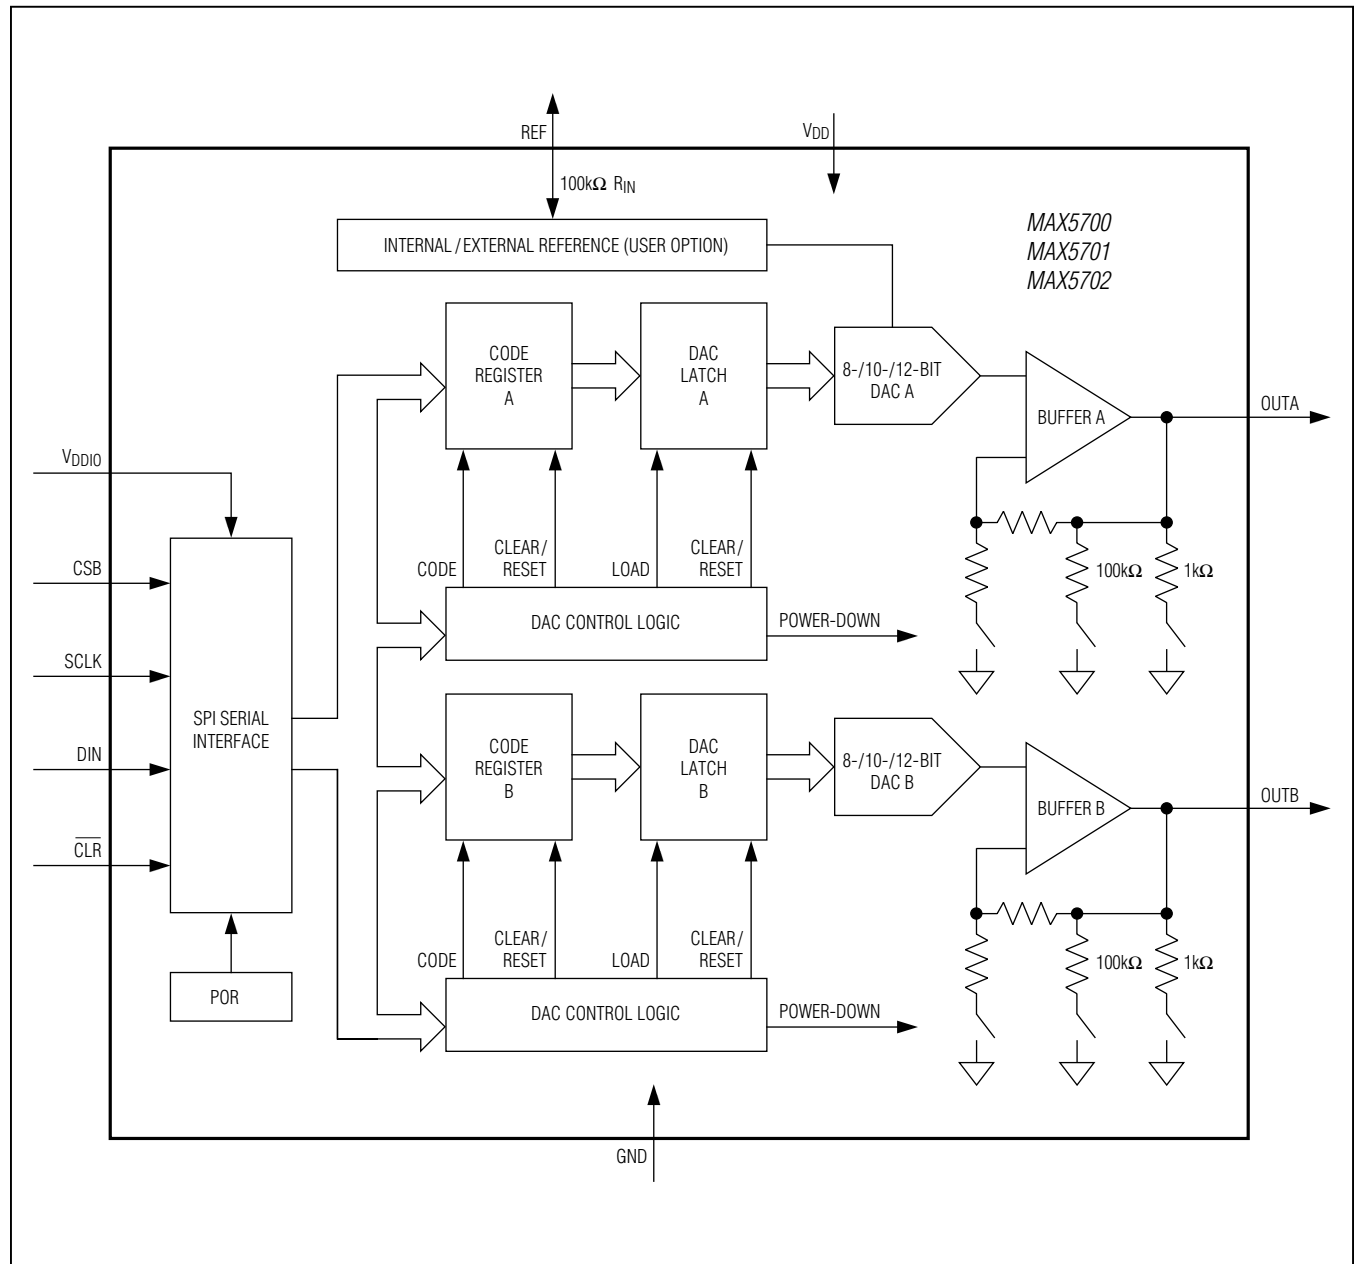 REF
VDD
100kΩ RIN
INTERNAL/EXTERNAL REFERENCE (USER OPTION)
MAX5700
MAX5701
MAX5702
CODE
REGISTER
A
DAC
LATCH
A
8-/10-/12-BIT
DAC A
BUFFER A
OUTA
VDDIO
CSB
SCLK
DIN
CLR
SPI SERIAL
INTERFACE
POR
CODE
CLEAR/
RESET
LOAD
CLEAR/
RESET
100kΩ
1kΩ
DAC CONTROL LOGIC
POWER-DOWN
CODE
REGISTER
B
DAC
LATCH
B
8-/10-/12-BIT
DAC B
BUFFER B
OUTB
CODE
CLEAR/
RESET
LOAD
CLEAR/
RESET
100kΩ
1kΩ
DAC CONTROL LOGIC
POWER-DOWN
GND